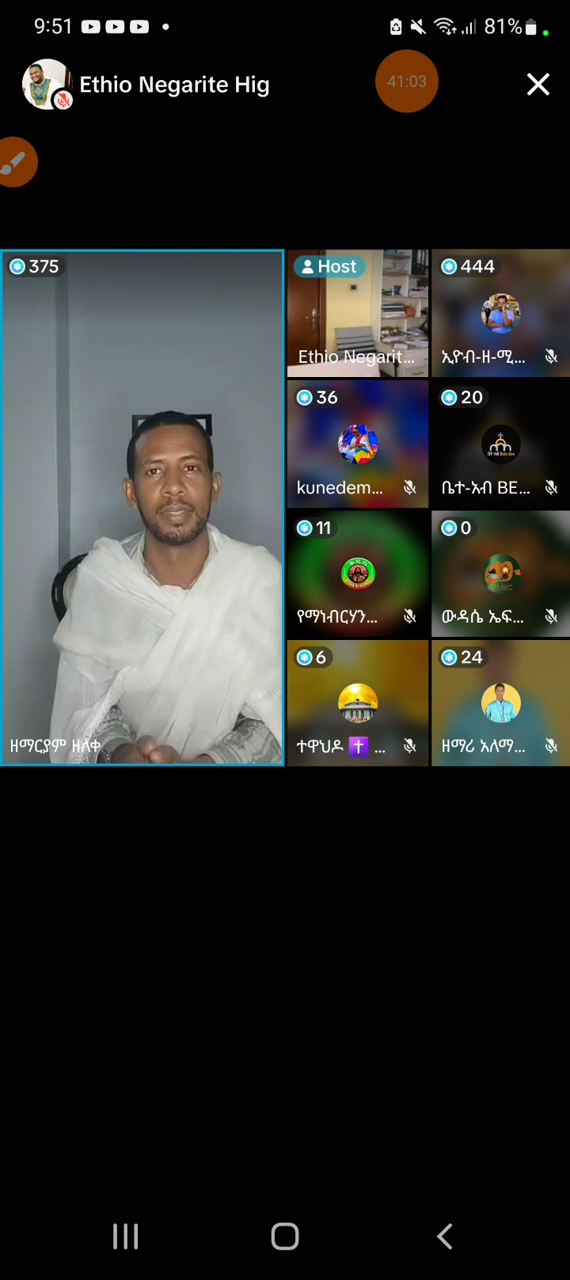 9:51
81%
Ethio Negarite Hig
41:03
375
Host
444
Ethio Negarit...
ኢዮብ-ዘ-ሚ...
36
20
kunedem...
ቤተ-አብ BE...
11
0
የማነብርሃን...
ውዳሴ ኤፍ...
6
24
ዘማርያም ዘለቀ
ተዋህዶ ✝️ ...
ዘማሪ አለማ...